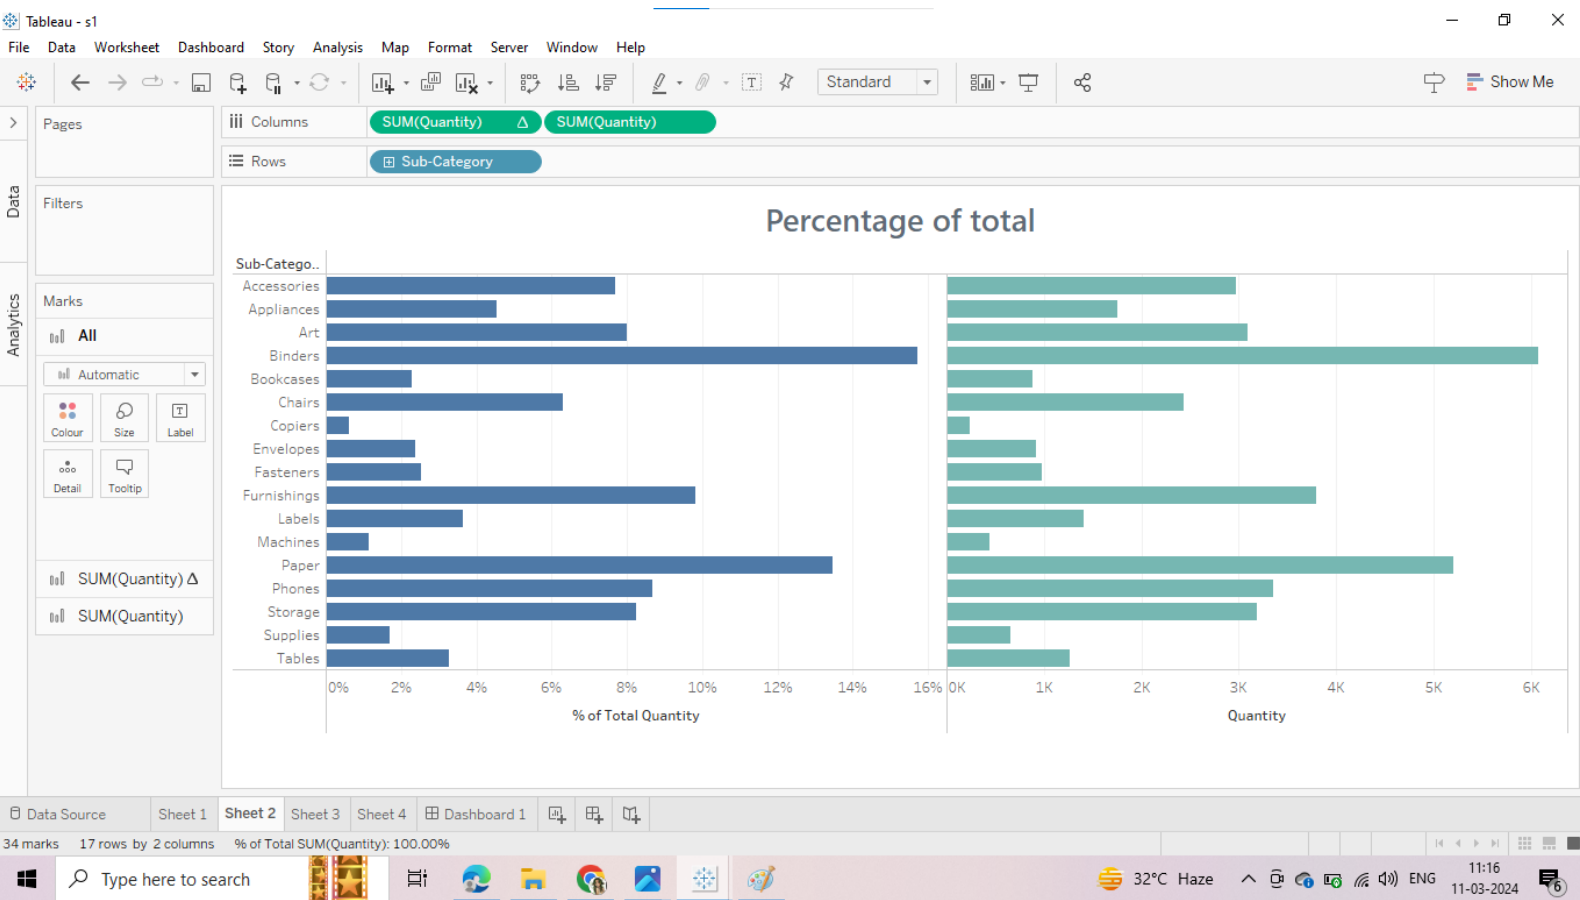 Tableau - s1
File Data Worksheet Dashboard Story Analysis Map Format Server Window Help
Standard
Show Me
Pages
Columns
SUM(Quantity) Δ
SUM(Quantity)
Rows
Sub-Category
Data
Analytics
Filters
Marks
All
Automatic
Colour
Size
Label
Detail
Tooltip
SUM(Quantity) Δ
SUM(Quantity)
Percentage of total
Sub-Catego..
Accessories
Appliances
Art
Binders
Bookcases
Chairs
Copiers
Envelopes
Fasteners
Furnishings
Labels
Machines
Paper
Phones
Storage
Supplies
Tables
0% 2% 4% 6% 8% 10% 12% 14% 16% 0K 1K 2K 3K 4K 5K 6K
% of Total Quantity
Quantity
Data Source Sheet 1 Sheet 2 Sheet 3 Sheet 4 Dashboard 1
34 marks 17 rows by 2 columns % of Total SUM(Quantity): 100.00%
Type here to search
32°C Haze
ENG
11:16
11-03-2024
6